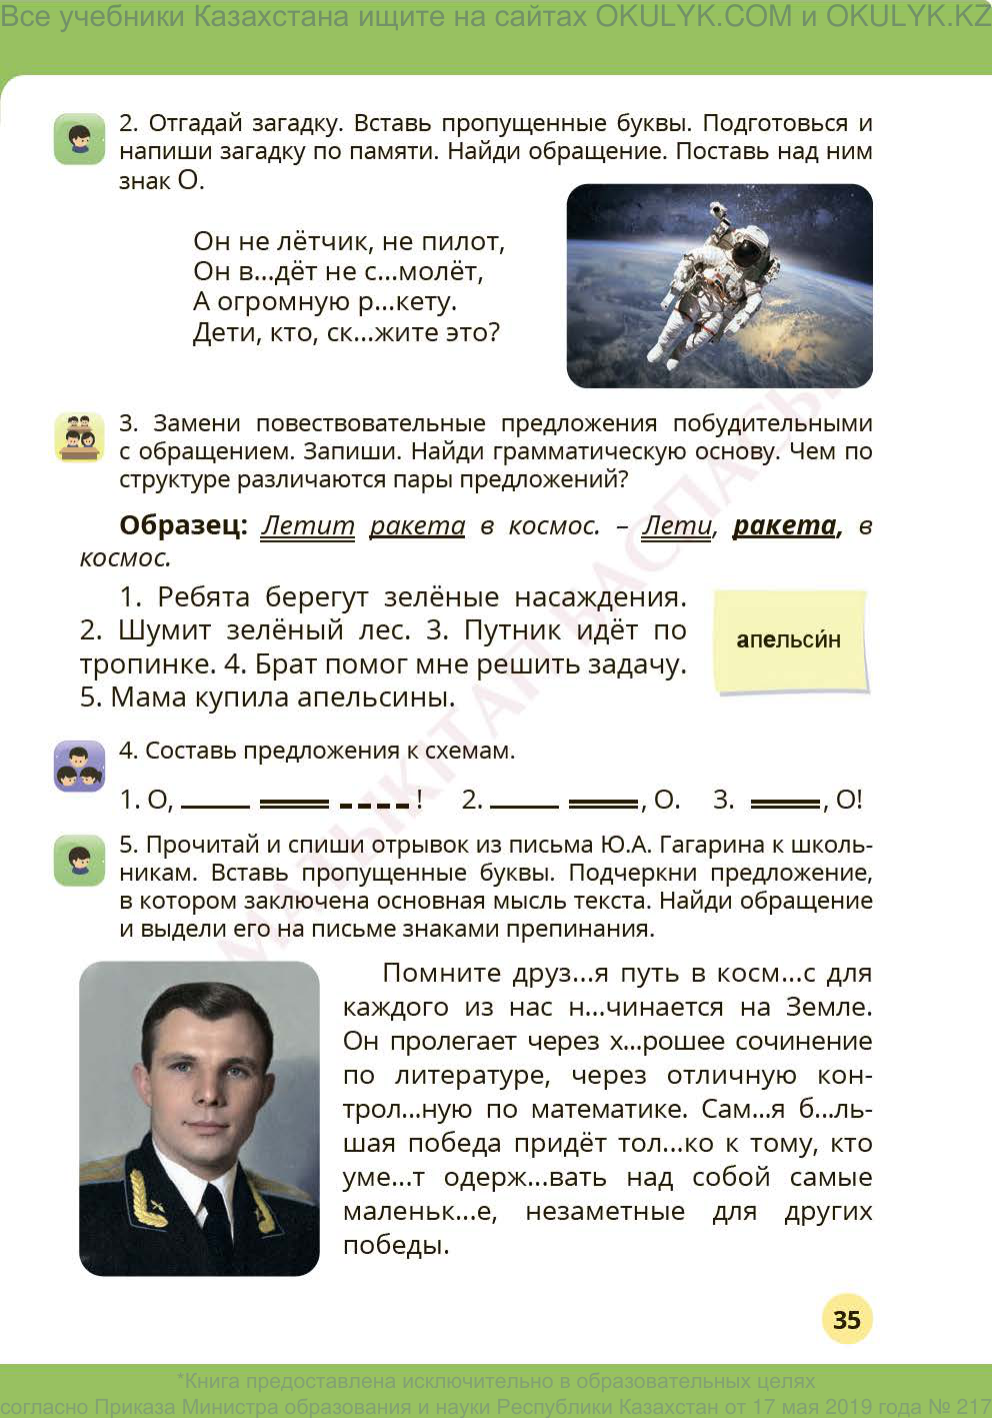 Все учебники Казахстана ищите на сайтах OKULYK.COM и OKULYK.KZ
2. Отгадай загадку. Вставь пропущенные буквы. Подготовься и
напиши загадку по памяти. Найди обращение. Поставь над ним
знак О.
Он не лётчик, не пилот,
Он в...дёт не с...молёт,
А огромную р...кету.
Дети, кто, ск...жите это?
3. Замени повествовательные предложения побудительными
с обращением. Запиши. Найди грамматическую основу. Чем по
структуре различаются пары предложений?
Образец: Летит ракета в космос. – Лети, ракета, в
космос.
1. Ребята берегут зелёные насаждения.
2. Шумит зелёный лес. 3. Путник идёт по
тропинке. 4. Брат помог мне решить задачу.
5. Мама купила апельсины.
апельси́н
4. Составь предложения к схемам.
1. О, ___ ═══ - - - -! 2. ___ ═══, О. 3. ═══, О!
5. Прочитай и спиши отрывок из письма Ю.А. Гагарина к школь-
никам. Вставь пропущенные буквы. Подчеркни предложение,
в котором заключена основная мысль текста. Найди обращение
и выдели его на письме знаками препинания.
Помните друз...я путь в косм...с для
каждого из нас н...чинается на Земле.
Он пролегает через х...рошее сочинение
по литературе, через отличную кон-
трол...ную по математике. Сам...я б...ль-
шая победа придёт тол...ко к тому, кто
уме...т одерж...вать над собой самые
маленьк...е, незаметные для других
победы.
35
*Книга предоставлена исключительно в образовательных целях
согласно Приказа Министра образования и науки Республики Казахстан от 17 мая 2019 года № 217